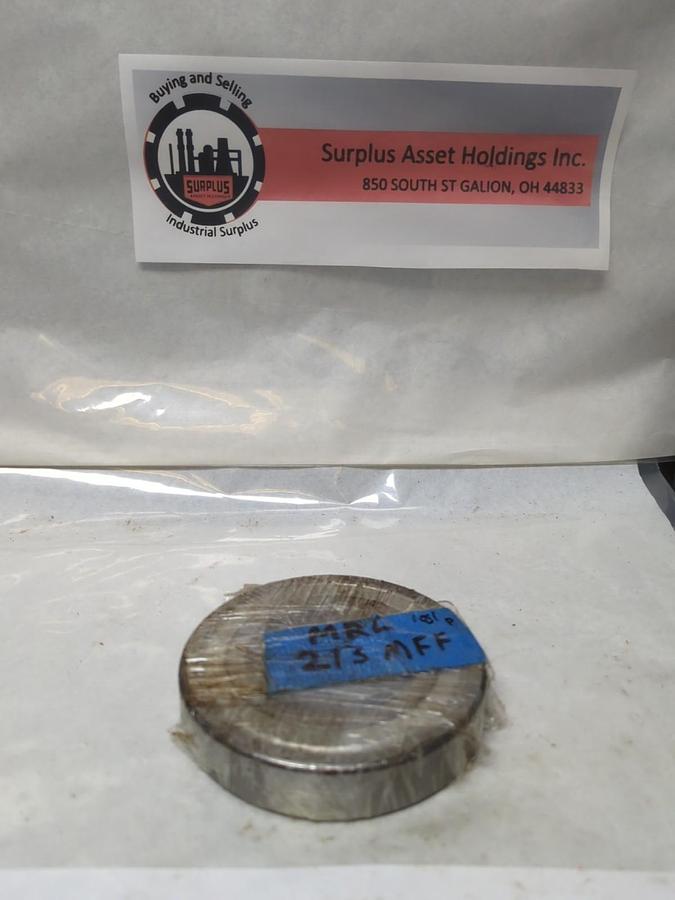 Buying and Selling
SURPLUS
Industrial Surplus
Surplus Asset Holdings Inc.
850 SOUTH ST GALION, OH 44833
MRC
213 MFF